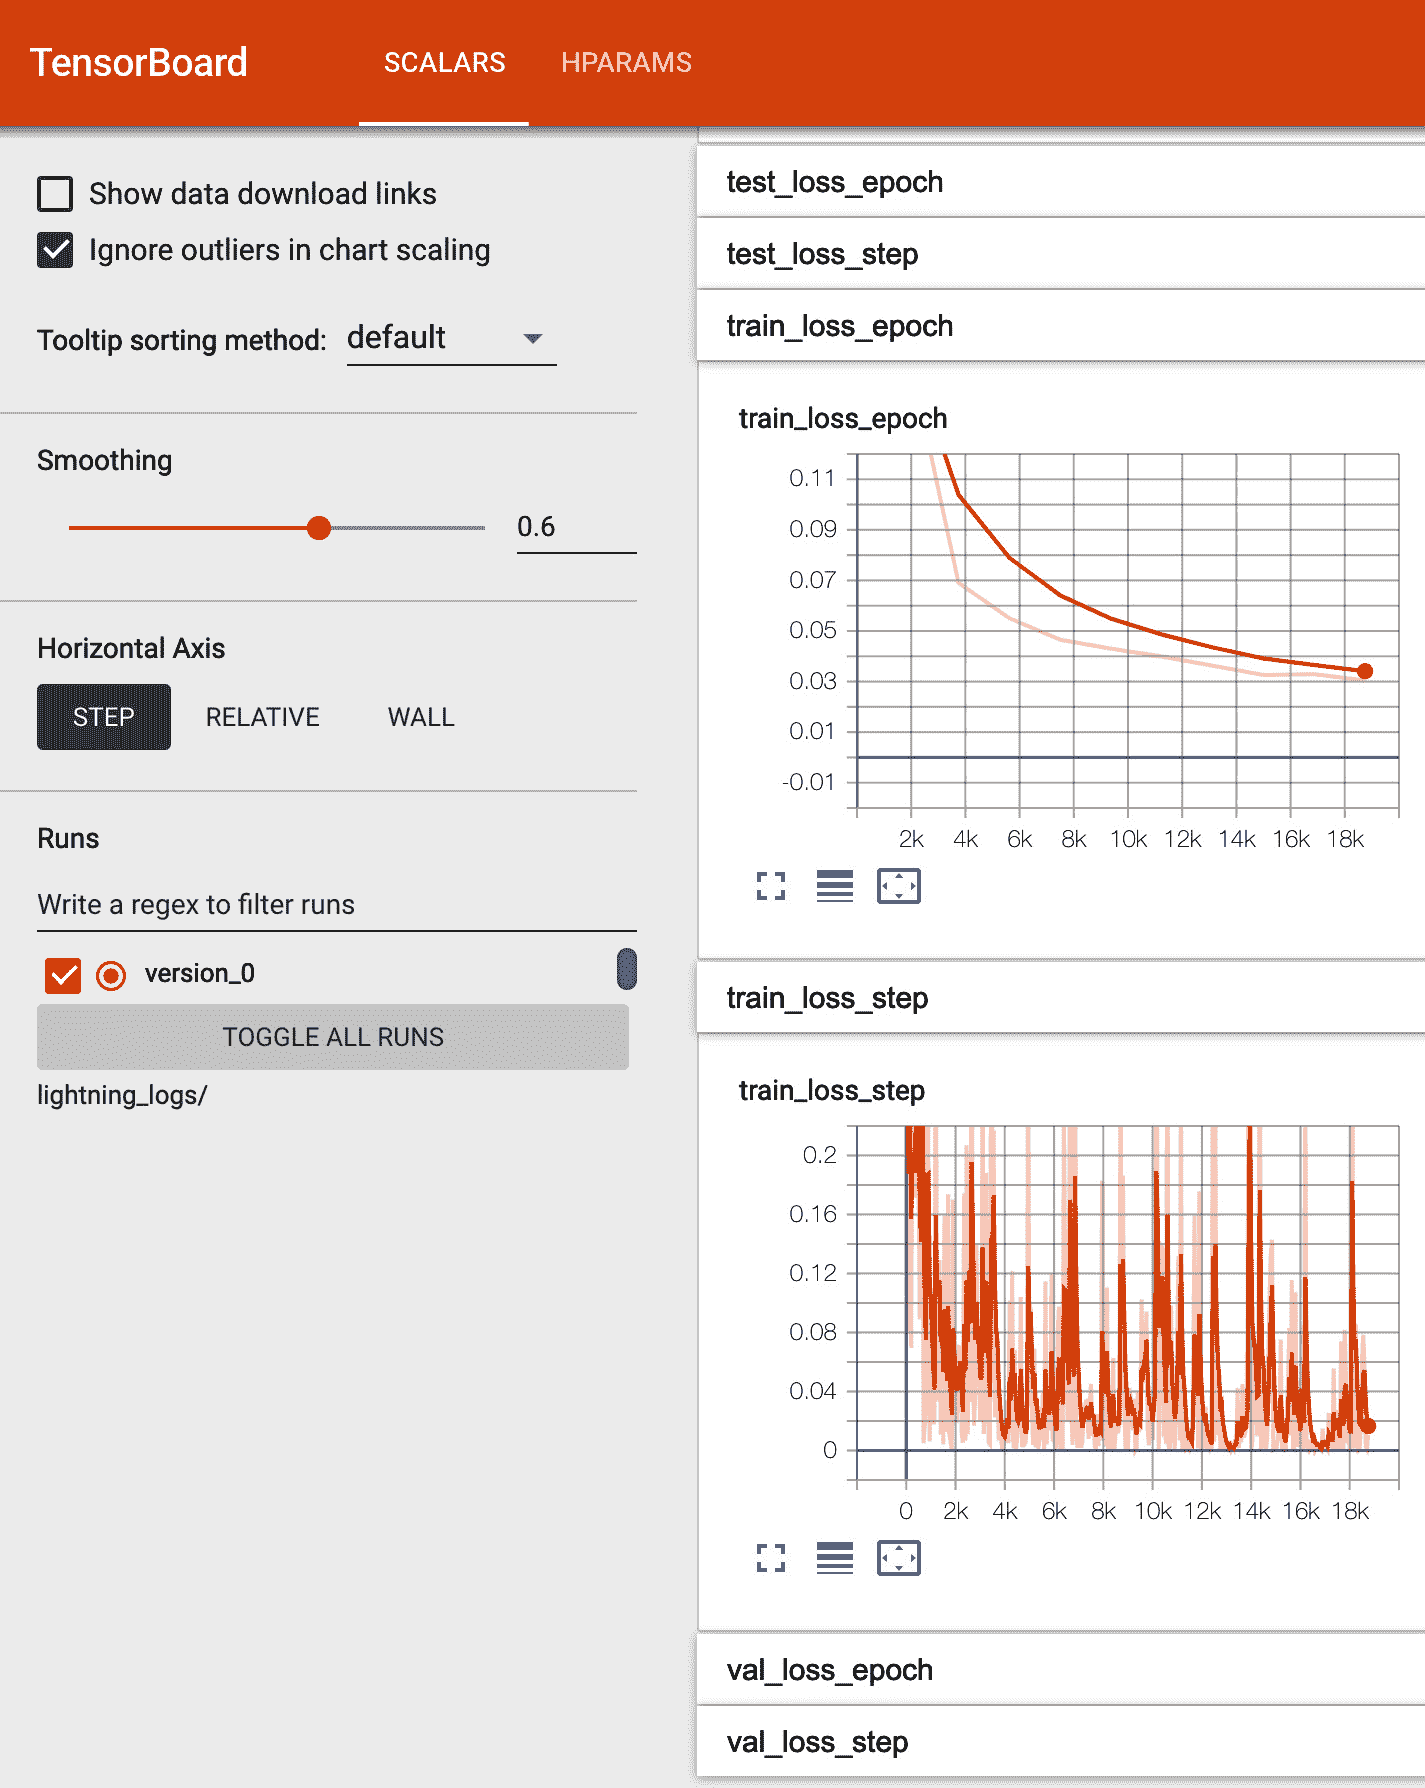 TensorBoard SCALARS HPARAMS
Show data download links
Ignore outliers in chart scaling
Tooltip sorting method: default
Smoothing
0.6
Horizontal Axis
STEP RELATIVE WALL
Runs
Write a regex to filter runs
version_0
TOGGLE ALL RUNS
lightning_logs/
test_loss_epoch
test_loss_step
train_loss_epoch
train_loss_epoch
0.11
0.09
0.07
0.05
0.03
0.01
-0.01
2k 4k 6k 8k 10k 12k 14k 16k 18k
train_loss_step
train_loss_step
0.2
0.16
0.12
0.08
0.04
0
0 2k 4k 6k 8k 10k 12k 14k 16k 18k
val_loss_epoch
val_loss_step